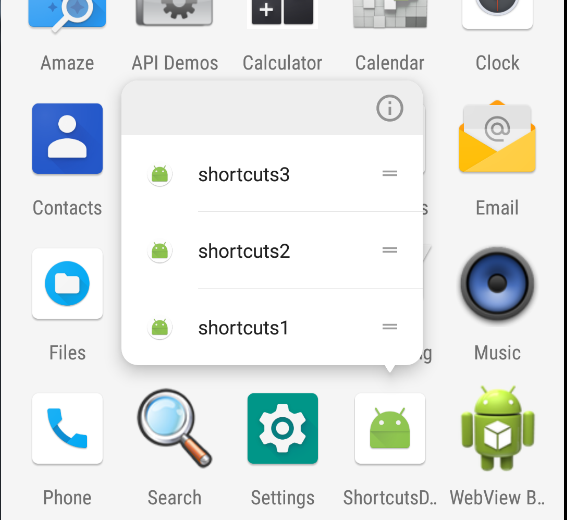 Amaze
API Demos
Calculator
Calendar
Clock
shortcuts3
Contacts
s
Email
shortcuts2
shortcuts1
Files
g
Music
Phone
Search
Settings
ShortcutsD..
WebView B..